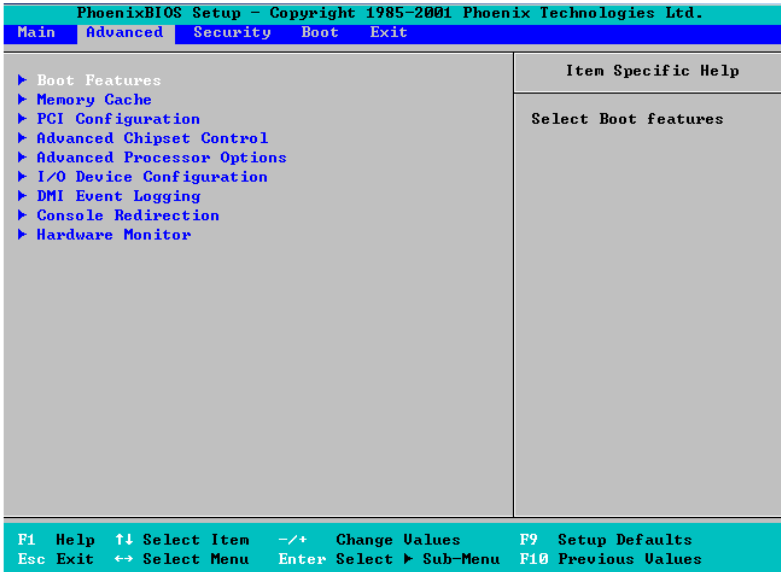 PhoenixBIOS Setup - Copyright 1985-2001 Phoenix Technologies Ltd.
Main Advanced Security Boot Exit
Item Specific Help
▶ Boot Features
▶ Memory Cache
▶ PCI Configuration
▶ Advanced Chipset Control
▶ Advanced Processor Options
▶ I/O Device Configuration
▶ DMI Event Logging
▶ Console Redirection
▶ Hardware Monitor
Select Boot features
F1 Help ↑↓ Select Item -/+ Change Values F9 Setup Defaults
Esc Exit ↔ Select Menu Enter Select ▶ Sub-Menu F10 Previous Values